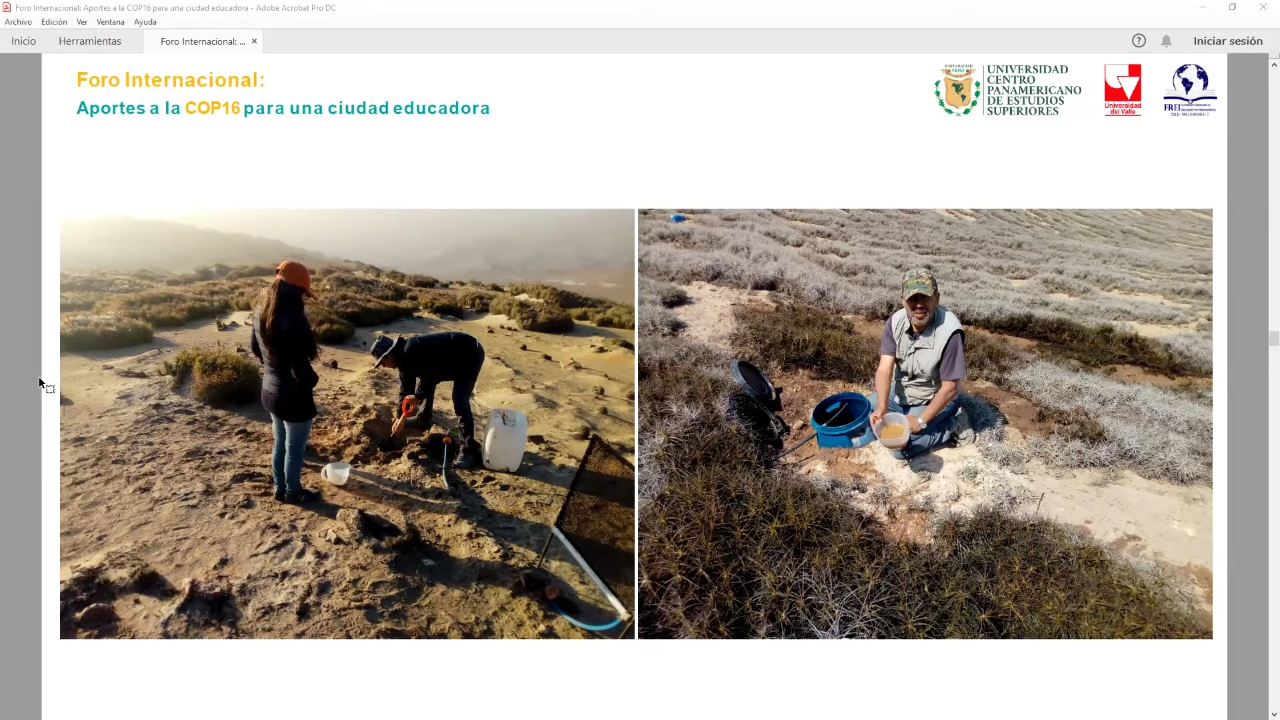 Foro Internacional: Aportes a la COP16 para una ciudad educadora - Adobe Acrobat Pro DC
Archivo Edición Ver Ventana Ayuda
Inicio Herramientas Foro Internacional: ... × Iniciar sesión
Foro Internacional:
Aportes a la COP16 para una ciudad educadora
UNIVERSIDAD
CENTRO
PANAMERICANO
DE ESTUDIOS
SUPERIORES
Universidad
del Valle
FREI